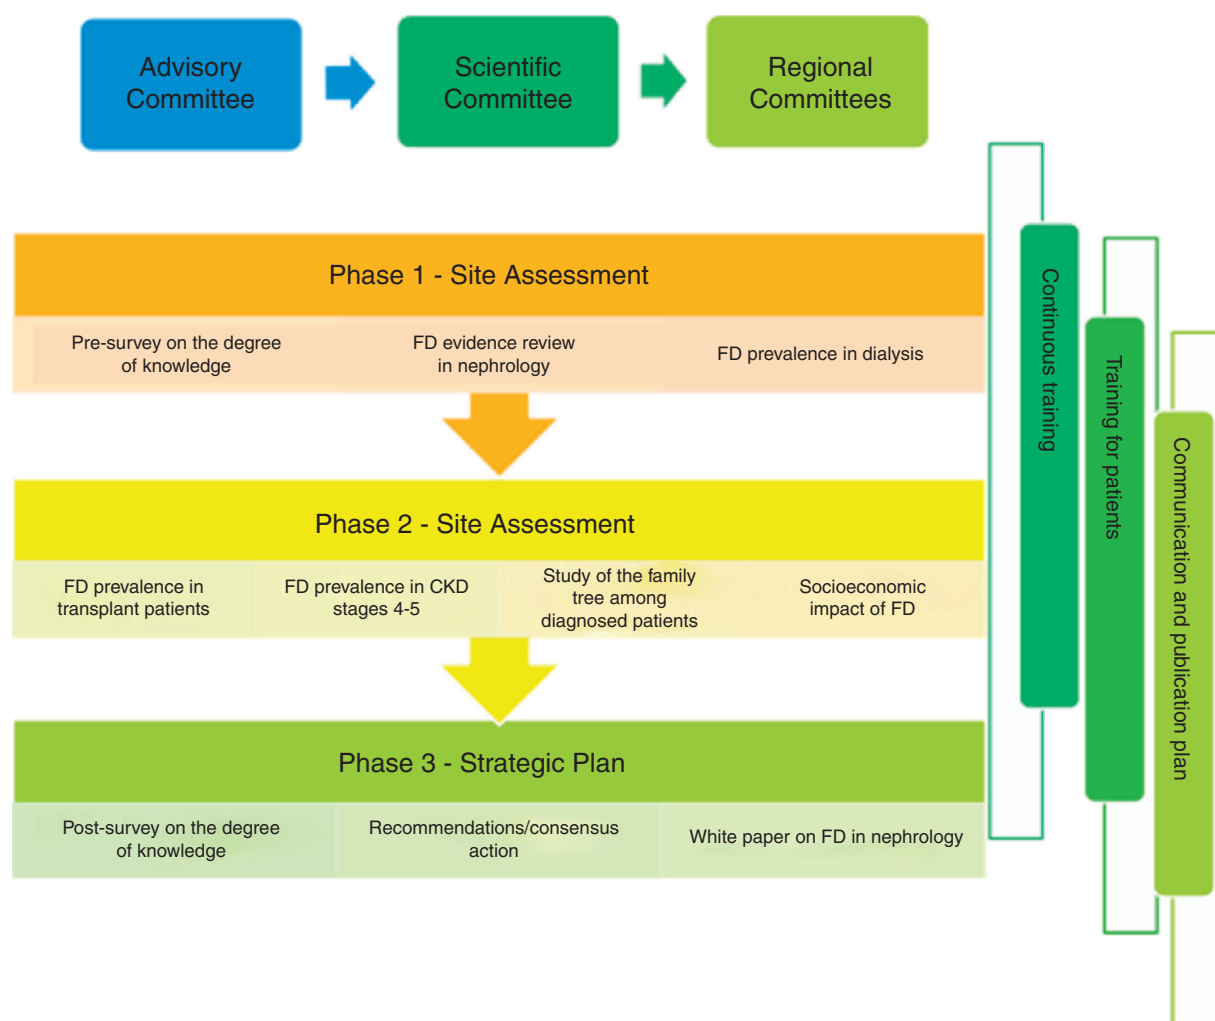 Advisory
Committee
Scientific
Committee
Regional
Committees
Phase 1 - Site Assessment
Pre-survey on the degree
of knowledge
FD evidence review
in nephrology
FD prevalence in dialysis
Phase 2 - Site Assessment
FD prevalence in
transplant patients
FD prevalence in CKD
stages 4-5
Study of the family
tree among
diagnosed patients
Socioeconomic
impact of FD
Phase 3 - Strategic Plan
Post-survey on the degree
of knowledge
Recommendations/consensus
action
White paper on FD in nephrology
Continuous training
Training for patients
Communication and publication plan